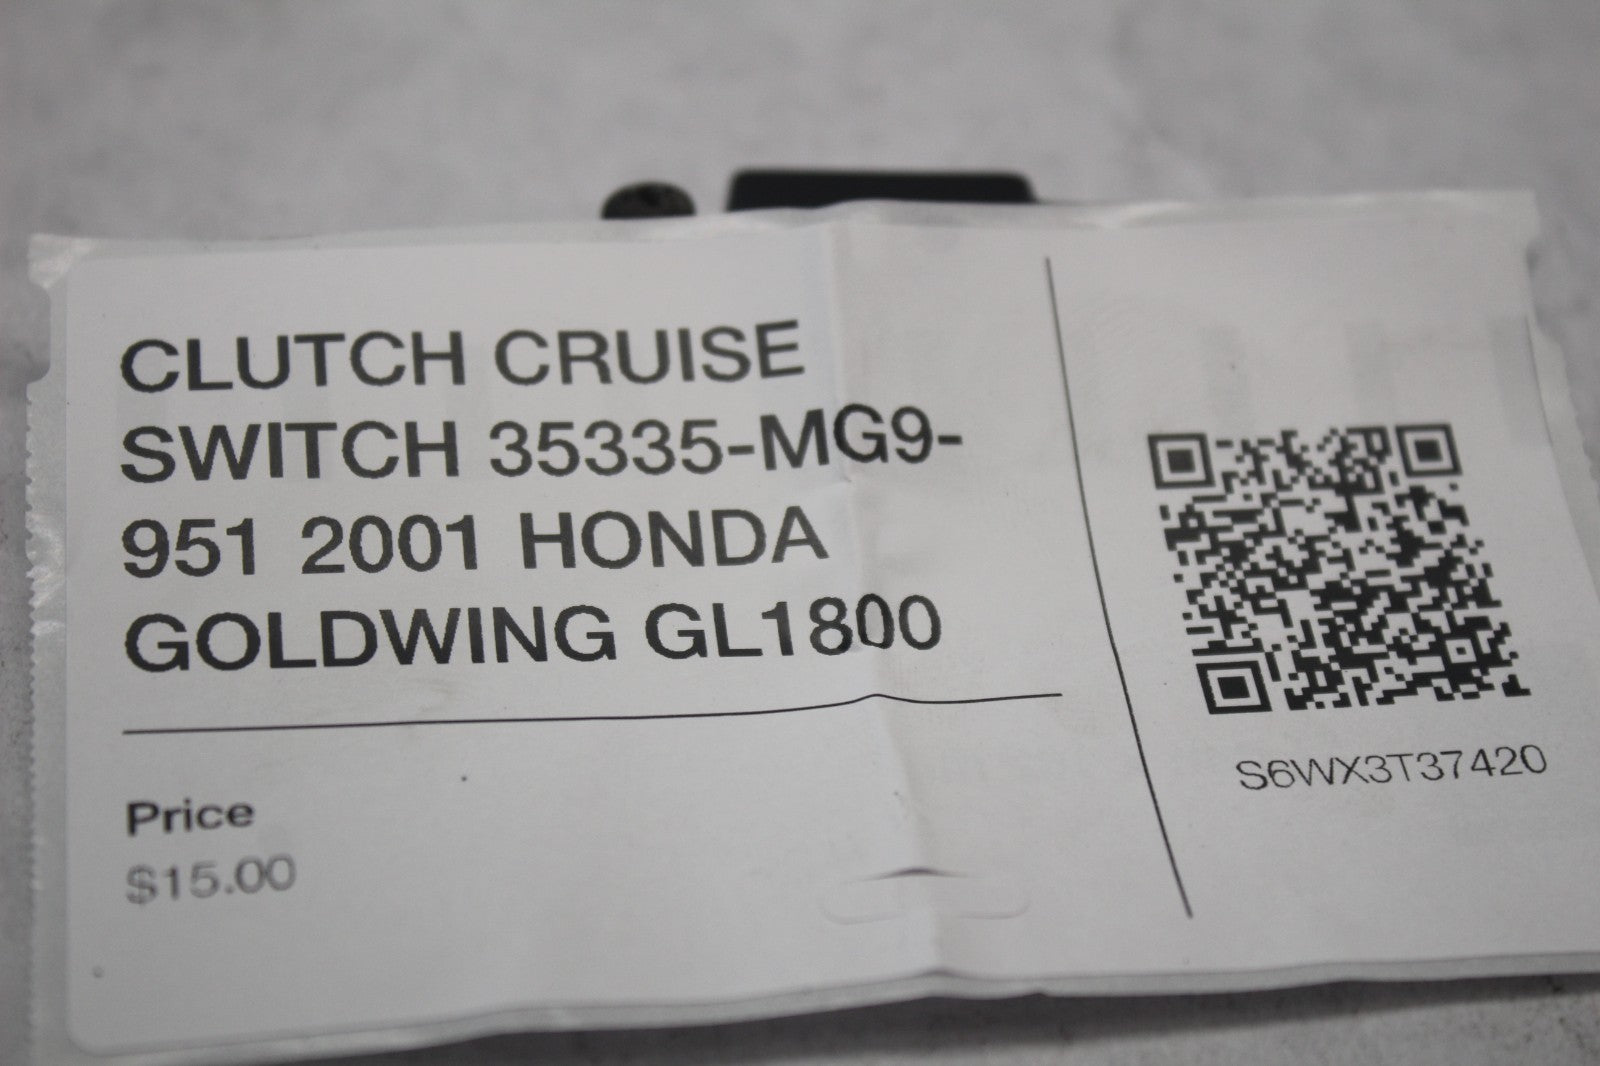 CLUTCH CRUISE
SWITCH 35335-MG9-
951 2001 HONDA
GOLDWING GL1800
Price
$15.00
S6WX3T37420